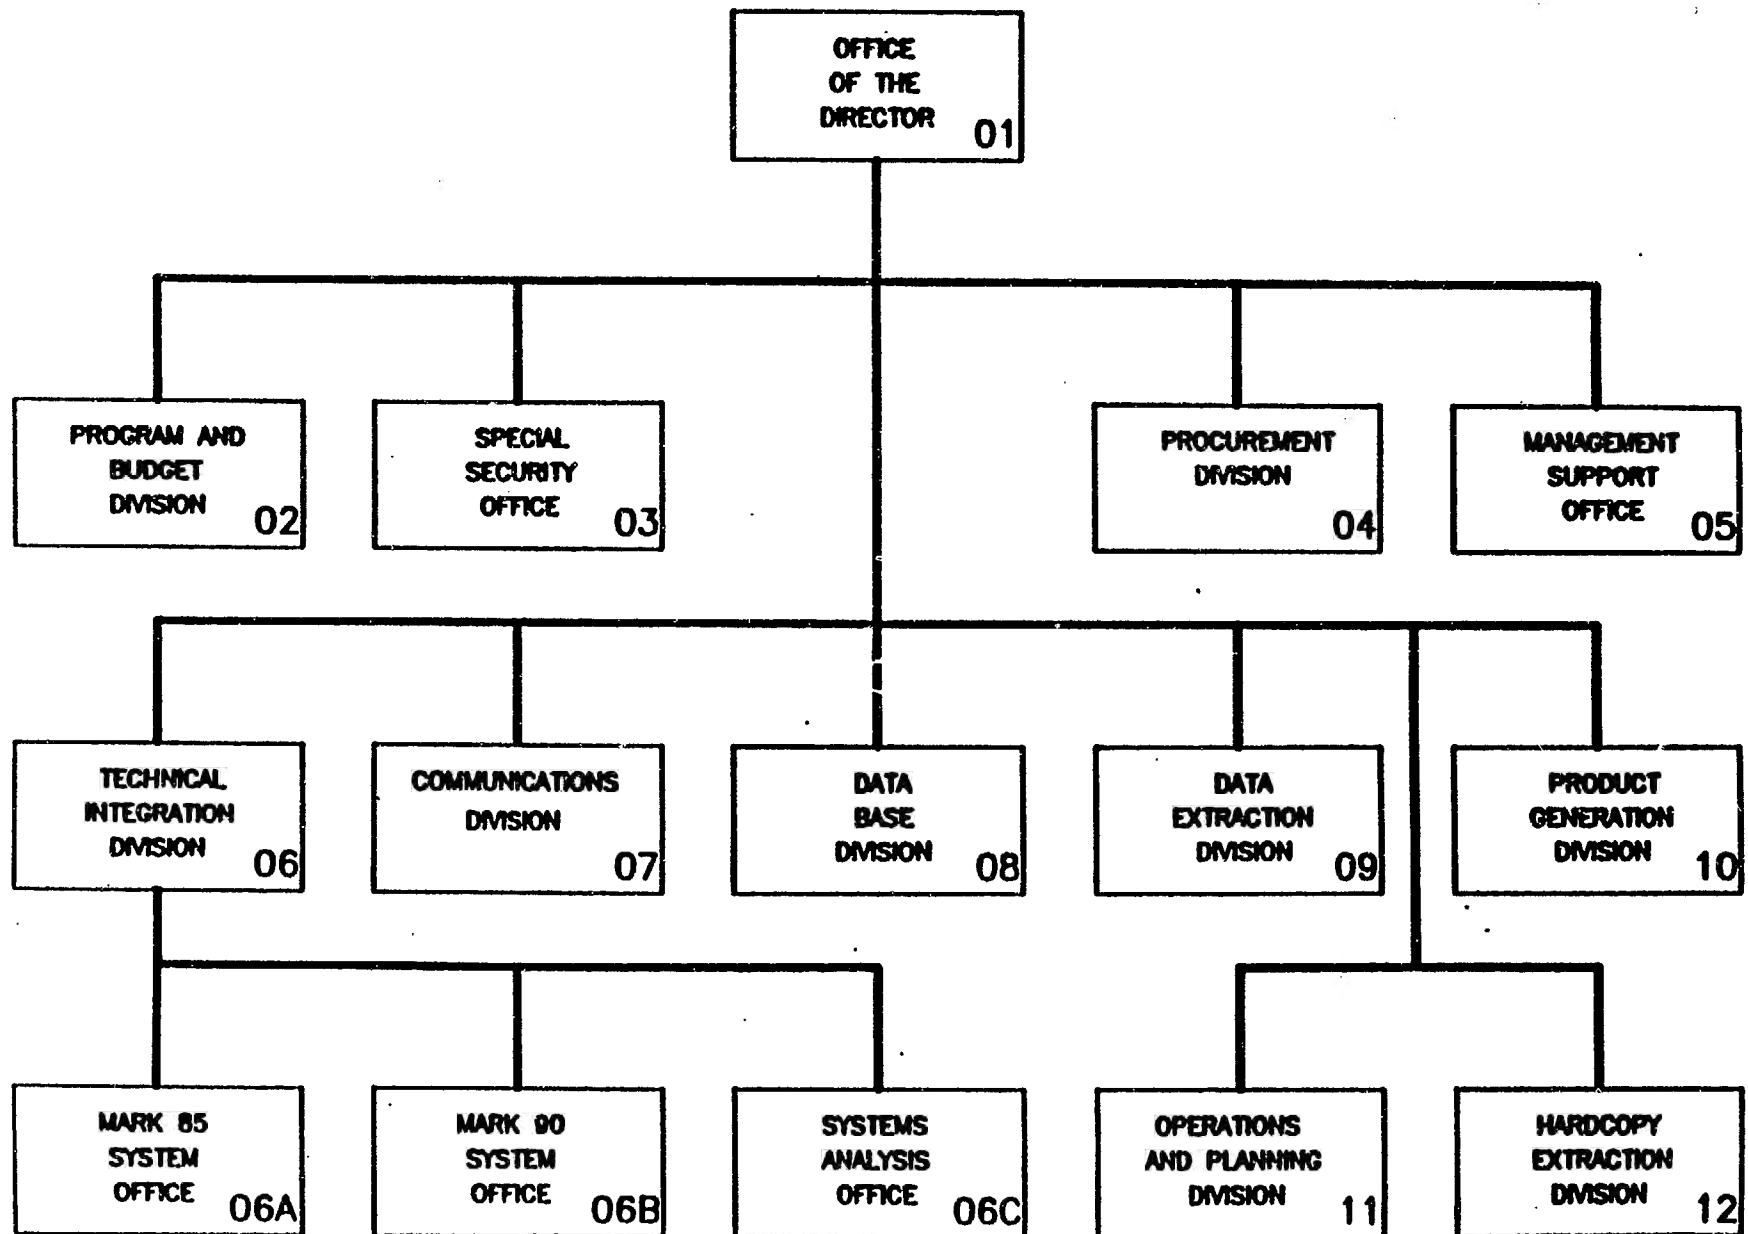 OFFICE
OF THE
DIRECTOR
01
PROGRAM AND
BUDGET
DIVISION
02
SPECIAL
SECURITY
OFFICE
03
PROCUREMENT
DIVISION
04
MANAGEMENT
SUPPORT
OFFICE
05
TECHNICAL
INTEGRATION
DIVISION
06
COMMUNICATIONS
DIVISION
07
DATA
BASE
DIVISION
08
DATA
EXTRACTION
DIVISION
09
PRODUCT
GENERATION
DIVISION
10
MARK 85
SYSTEM
OFFICE
06A
MARK 90
SYSTEM
OFFICE
06B
SYSTEMS
ANALYSIS
OFFICE
06C
OPERATIONS
AND PLANNING
DIVISION
11
HARDCOPY
EXTRACTION
DIVISION
12